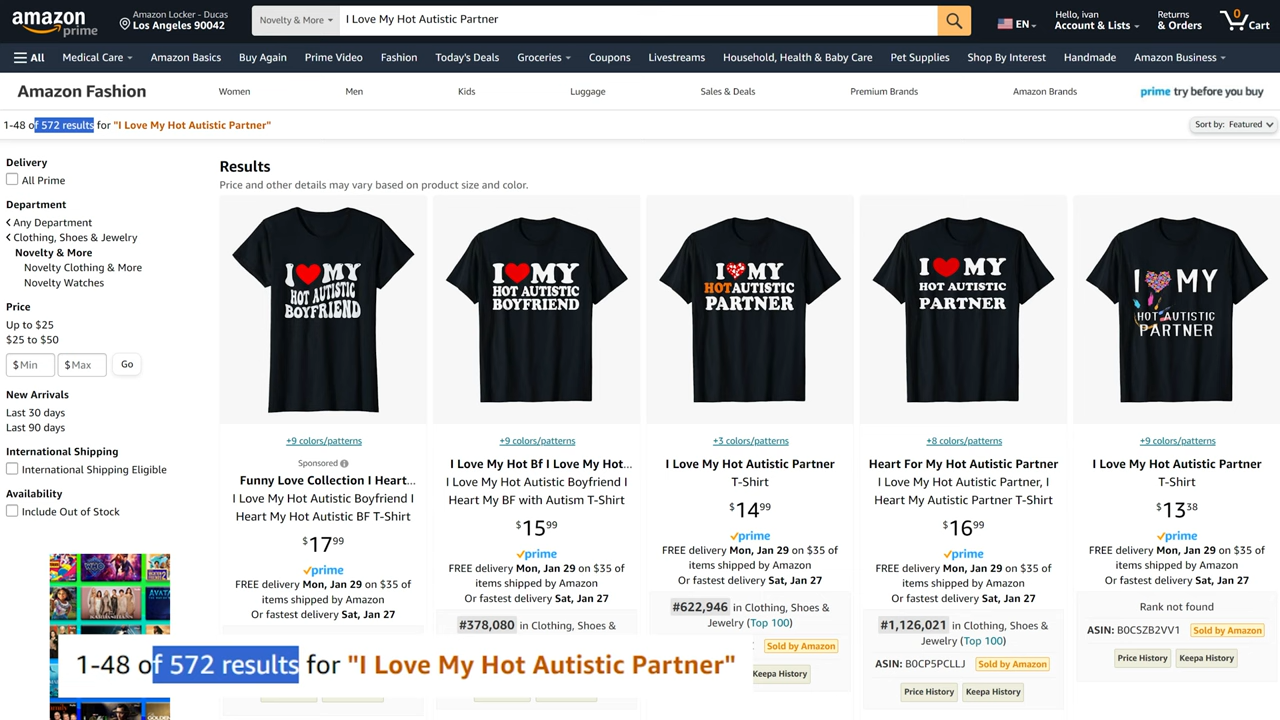 amazon
prime
Amazon Locker - Ducas
Los Angeles 90042
Novelty & More
I Love My Hot Autistic Partner
EN
Hello, ivan
Account & Lists
Returns
& Orders
0
Cart
All
Medical Care
Amazon Basics
Buy Again
Prime Video
Fashion
Today's Deals
Groceries
Coupons
Livestreams
Household, Health & Baby Care
Pet Supplies
Shop By Interest
Handmade
Amazon Business
Amazon Fashion
Women
Men
Kids
Luggage
Sales & Deals
Premium Brands
Amazon Brands
prime try before you buy
1-48 of 572 results for "I Love My Hot Autistic Partner"
Sort by: Featured
Delivery
All Prime
Department
Any Department
Clothing, Shoes & Jewelry
Novelty & More
Novelty Clothing & More
Novelty Watches
Price
Up to $25
$25 to $50
$ Min
$ Max
Go
New Arrivals
Last 30 days
Last 90 days
International Shipping
International Shipping Eligible
Availability
Include Out of Stock
Results
Price and other details may vary based on product size and color.
I MY
HOT AUTISTIC
BOYFRIEND
+9 colors/patterns
Sponsored
Funny Love Collection I Heart...
I Love My Hot Autistic Boyfriend I
Heart My Hot Autistic BF T-Shirt
$17 99
prime
FREE delivery Mon, Jan 29 on $35 of
items shipped by Amazon
Or fastest delivery Sat, Jan 27
I MY
HOT AUTISTIC
BOYFRIEND
+9 colors/patterns
I Love My Hot Bf I Love My Hot...
I Love My Hot Autistic Boyfriend I
Heart My BF with Autism T-Shirt
$15 99
prime
FREE delivery Mon, Jan 29 on $35 of
items shipped by Amazon
Or fastest delivery Sat, Jan 27
#378,080 in Clothing, Shoes &
I MY
HOT AUTISTIC
PARTNER
+3 colors/patterns
I Love My Hot Autistic Partner
T-Shirt
$14 99
prime
FREE delivery Mon, Jan 29 on $35 of
items shipped by Amazon
Or fastest delivery Sat, Jan 27
#622,946 in Clothing, Shoes &
Jewelry (Top 100)
Sold by Amazon
Keepa History
I MY
HOT AUTISTIC
PARTNER
+8 colors/patterns
Heart For My Hot Autistic Partner
I Love My Hot Autistic Partner, I
Heart My Autistic Partner T-Shirt
$16 99
prime
FREE delivery Mon, Jan 29 on $35 of
items shipped by Amazon
Or fastest delivery Sat, Jan 27
#1,126,021 in Clothing, Shoes &
Jewelry (Top 100)
ASIN: B0CP5PCLLJ Sold by Amazon
Price History
Keepa History
I MY
HOT AUTISTIC
PARTNER
+9 colors/patterns
I Love My Hot Autistic Partner
T-Shirt
$13 38
prime
FREE delivery Mon, Jan 29 on $35 of
items shipped by Amazon
Or fastest delivery Sat, Jan 27
Rank not found
ASIN: B0CSZB2VV1 Sold by Amazon
Price History
Keepa History
1-48 of 572 results for "I Love My Hot Autistic Partner"